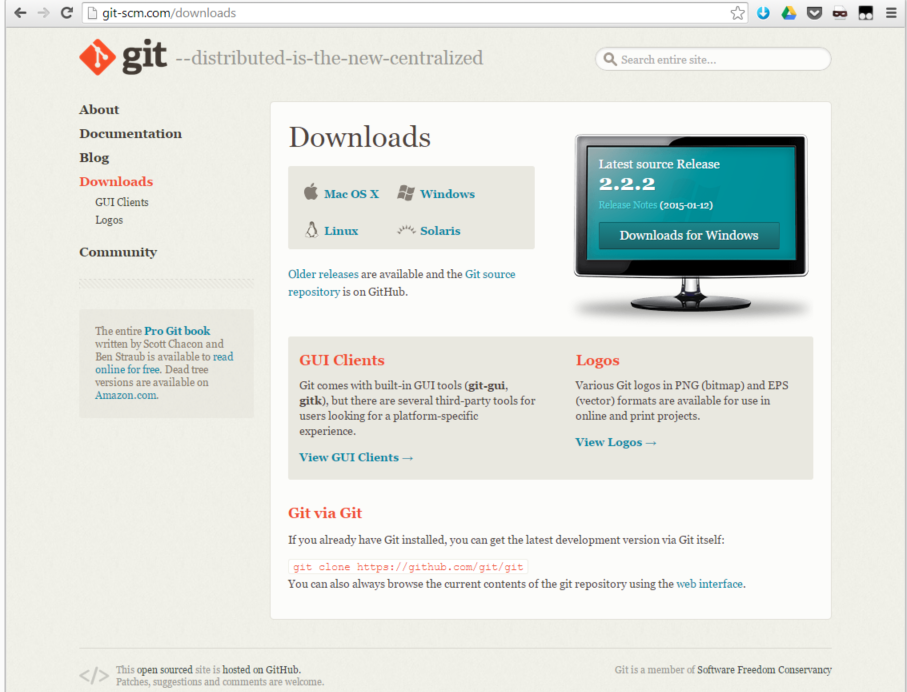 git-scm.com/downloads
git --distributed-is-the-new-centralized
Search entire site...
About
Documentation
Blog
Downloads
GUI Clients
Logos
Community
The entire Pro Git book
written by Scott Chacon and
Ben Straub is available to read
online for free. Dead tree
versions are available on
Amazon.com.
Downloads
Mac OS X
Windows
Linux
Solaris
Older releases are available and the Git source
repository is on GitHub.
Latest source Release
2.2.2
Release Notes (2015-01-12)
Downloads for Windows
GUI Clients
Git comes with built-in GUI tools (git-gui,
gitk), but there are several third-party tools for
users looking for a platform-specific
experience.
View GUI Clients →
Logos
Various Git logos in PNG (bitmap) and EPS
(vector) formats are available for use in
online and print projects.
View Logos →
Git via Git
If you already have Git installed, you can get the latest development version via Git itself:
git clone https://github.com/git/git
You can also always browse the current contents of the git repository using the web interface.
</> This open sourced site is hosted on GitHub.
Patches, suggestions and comments are welcome.
Git is a member of Software Freedom Conservancy